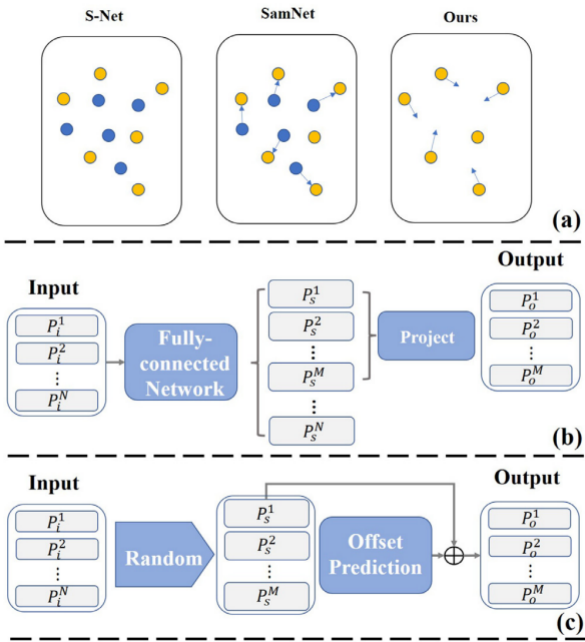 S-Net SamNet Ours
(a)
Input Output
P_i^1 P_s^1 P_o^1
P_i^2 Fully-connected Network P_s^2 Project P_o^2
⋮ ⋮ ⋮
P_i^N P_s^M P_o^M
⋮
P_s^N
(b)
Input Output
P_i^1 P_s^1 P_o^1
P_i^2 Random P_s^2 Offset Prediction P_o^2
⋮ ⋮ ⋮
P_i^N P_s^M P_o^M
(c)